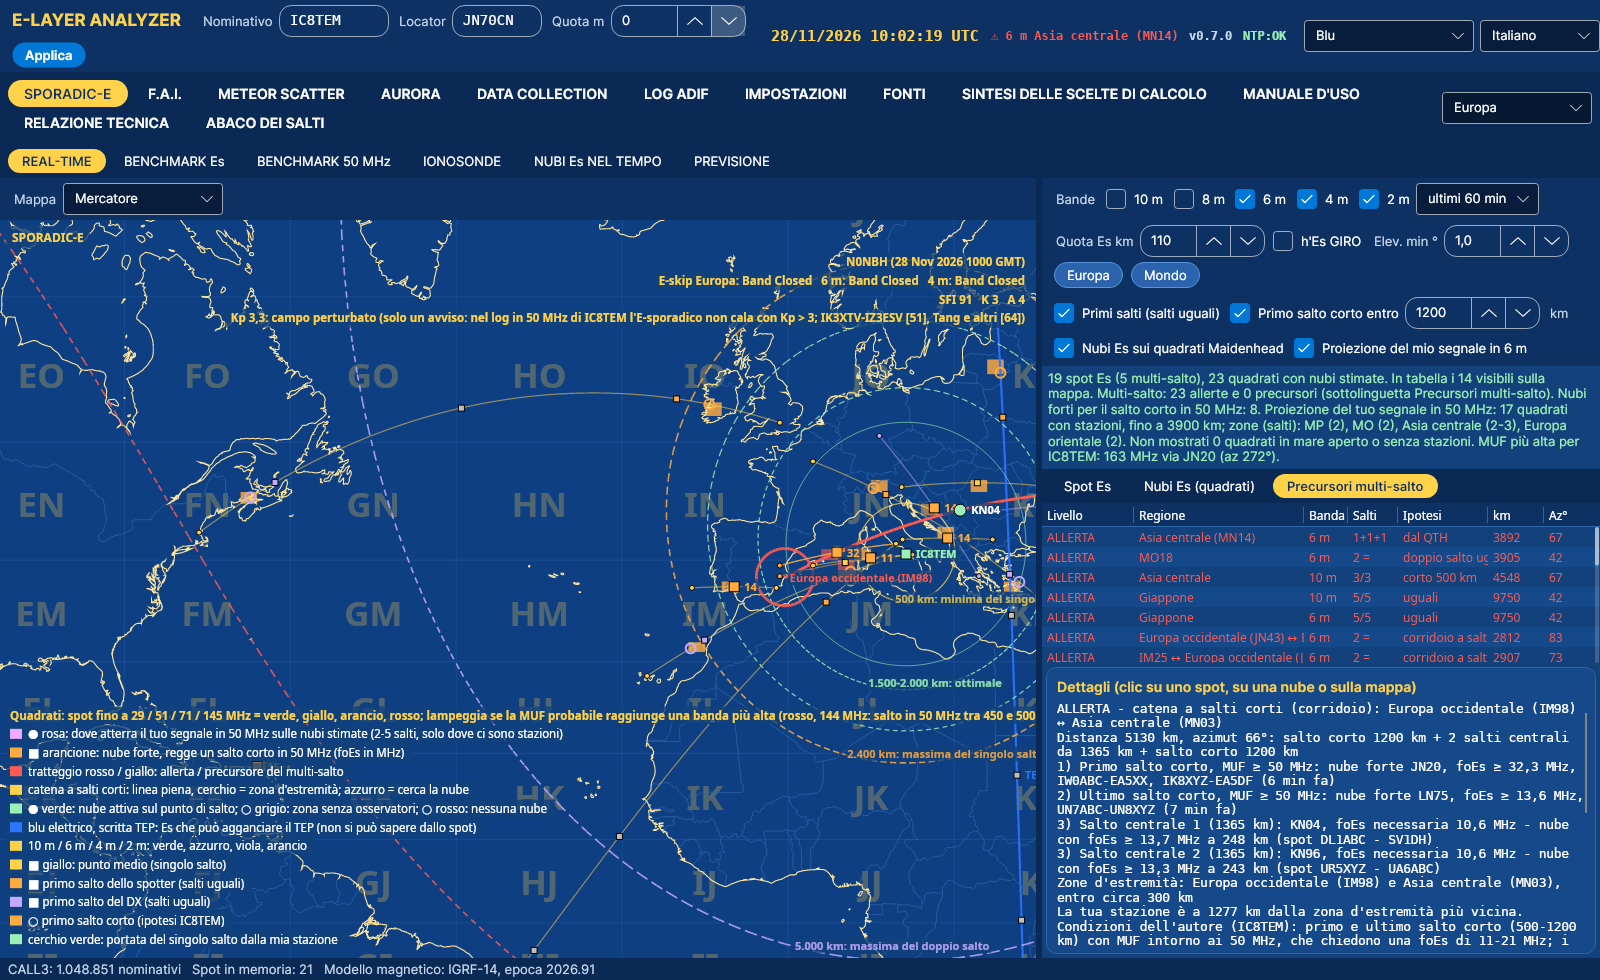 E-LAYER ANALYZER
Nominativo IC8TEM Locator JN70CN Quota m 0
28/11/2026 10:02:19 UTC ⚠ 6 m Asia centrale (MN14) v0.7.0 NTP:OK Blu Italiano
Applica
SPORADIC-E F.A.I. METEOR SCATTER AURORA DATA COLLECTION LOG ADIF IMPOSTAZIONI FONTI SINTESI DELLE SCELTE DI CALCOLO MANUALE D'USO
RELAZIONE TECNICA ABACO DEI SALTI
Europa
REAL-TIME BENCHMARK Es BENCHMARK 50 MHz IONOSONDE NUBI Es NEL TEMPO PREVISIONE
Mappa Mercatore
SPORADIC-E
N0NBH (28 Nov 2026 1000 GMT)
E-skip Europa: Band Closed 6 m: Band Closed 4 m: Band Closed
SFI 91 K 3 A 4
Kp 3,3: campo perturbato (solo un avviso: nel log in 50 MHz di IC8TEM l'E-sporadico non cala con Kp > 3; IK3XTV-IZ3ESV [51], Tang e altri [64])
EO FO GO HO IO
EN FN GN HN IN JN
KN04
14
IC8TEM
32
11
Europa occidentale (IM98)
14
500 km: minima del singo
EM FM GM HM IM JM
1.500-2.000 km: ottimale
Quadrati: spot fino a 29 / 51 / 71 / 145 MHz = verde, giallo, arancio, rosso; lampeggia se la MUF probabile raggiunge una banda più alta (rosso, 144 MHz: salto in 50 MHz tra 450 e 500
rosa: dove atterra il tuo segnale in 50 MHz sulle nubi stimate (2-5 salti, solo dove ci sono stazioni)
arancione: nube forte, regge un salto corto in 50 MHz (foEs in MHz)
2.400 km: massima del singolo salt
tratteggio rosso / giallo: allerta / precursore del multi-salto
catena a salti corti: linea piena, cerchio = zona d'estremità; azzurro = cerca la nube
verde: nube attiva sul punto di salto; ○ grigio: zona senza osservatori; ○ rosso: nessuna nube
blu elettrico, scritta TEP: Es che può agganciare il TEP (non si può sapere dallo spot)
10 m / 6 m / 4 m / 2 m: verde, azzurro, viola, arancio
giallo: punto medio (singolo salto)
primo salto dello spotter (salti uguali)
primo salto del DX (salti uguali)
primo salto corto (ipotesi IC8TEM)
cerchio verde: portata del singolo salto dalla mia stazione
HK IK JK
GJ HJ IJ JJ
5.000 km: massima del doppio salto
Bande 10 m 8 m 6 m 4 m 2 m ultimi 60 min
Quota Es km 110 h'Es GIRO Elev. min ° 1,0
Europa Mondo
Primi salti (salti uguali) Primo salto corto entro 1200 km
Nubi Es sui quadrati Maidenhead Proiezione del mio segnale in 6 m
19 spot Es (5 multi-salto), 23 quadrati con nubi stimate. In tabella i 14 visibili sulla
mappa. Multi-salto: 23 allerte e 0 precursori (sottolinguetta Precursori multi-salto). Nubi
forti per il salto corto in 50 MHz: 8. Proiezione del tuo segnale in 50 MHz: 17 quadrati
con stazioni, fino a 3900 km; zone (salti): MP (2), MO (2), Asia centrale (2-3), Europa
orientale (2). Non mostrati 0 quadrati in mare aperto o senza stazioni. MUF più alta per
IC8TEM: 163 MHz via JN20 (az 272°).
Spot Es Nubi Es (quadrati) Precursori multi-salto
Livello Regione Banda Salti Ipotesi km Az°
ALLERTA Asia centrale (MN14) 6 m 1+1+1 dal QTH 3892 67
ALLERTA MO18 6 m 2 = doppio salto ug 3905 42
ALLERTA Asia centrale 10 m 3/3 corto 500 km 4548 67
ALLERTA Giappone 10 m 5/5 uguali 9750 42
ALLERTA Giappone 6 m 5/5 uguali 9750 42
ALLERTA Europa occidentale (JN43) ↔ I 6 m 2 = corridoio a salt 2812 83
ALLERTA IM25 ↔ Europa occidentale (I 6 m 2 = corridoio a salt 2907 73
Dettagli (clic su uno spot, su una nube o sulla mappa)
ALLERTA - catena a salti corti (corridoio): Europa occidentale (IM98)
↔ Asia centrale (MN03)
Distanza 5130 km, azimut 66°: salto corto 1200 km + 2 salti centrali
da 1365 km + salto corto 1200 km
1) Primo salto corto, MUF ≥ 50 MHz: nube forte JN20, foEs ≥ 32,3 MHz,
IW0ABC-EA5XX, IK8XYZ-EA5DF (6 min fa)
2) Ultimo salto corto, MUF ≥ 50 MHz: nube forte LN75, foEs ≥ 13,6 MHz,
UN7ABC-UN8XYZ (7 min fa)
3) Salto centrale 1 (1365 km): KN04, foEs necessaria 10,6 MHz - nube
con foEs ≥ 13,7 MHz a 248 km (spot DL1ABC - SV1DH)
3) Salto centrale 2 (1365 km): KN96, foEs necessaria 10,6 MHz - nube
con foEs ≥ 13,3 MHz a 243 km (spot UR5XYZ - UA6ABC)
Zone d'estremità: Europa occidentale (IM98) e Asia centrale (MN03),
entro circa 300 km
La tua stazione è a 1277 km dalla zona d'estremità più vicina.
Condizioni dell'autore (IC8TEM): primo e ultimo salto corto (500-1200
km) con MUF intorno ai 50 MHz, che chiedono una foEs di 11-21 MHz; i
CALL3: 1.048.851 nominativi Spot in memoria: 21 Modello magnetico: IGRF-14, epoca 2026.91